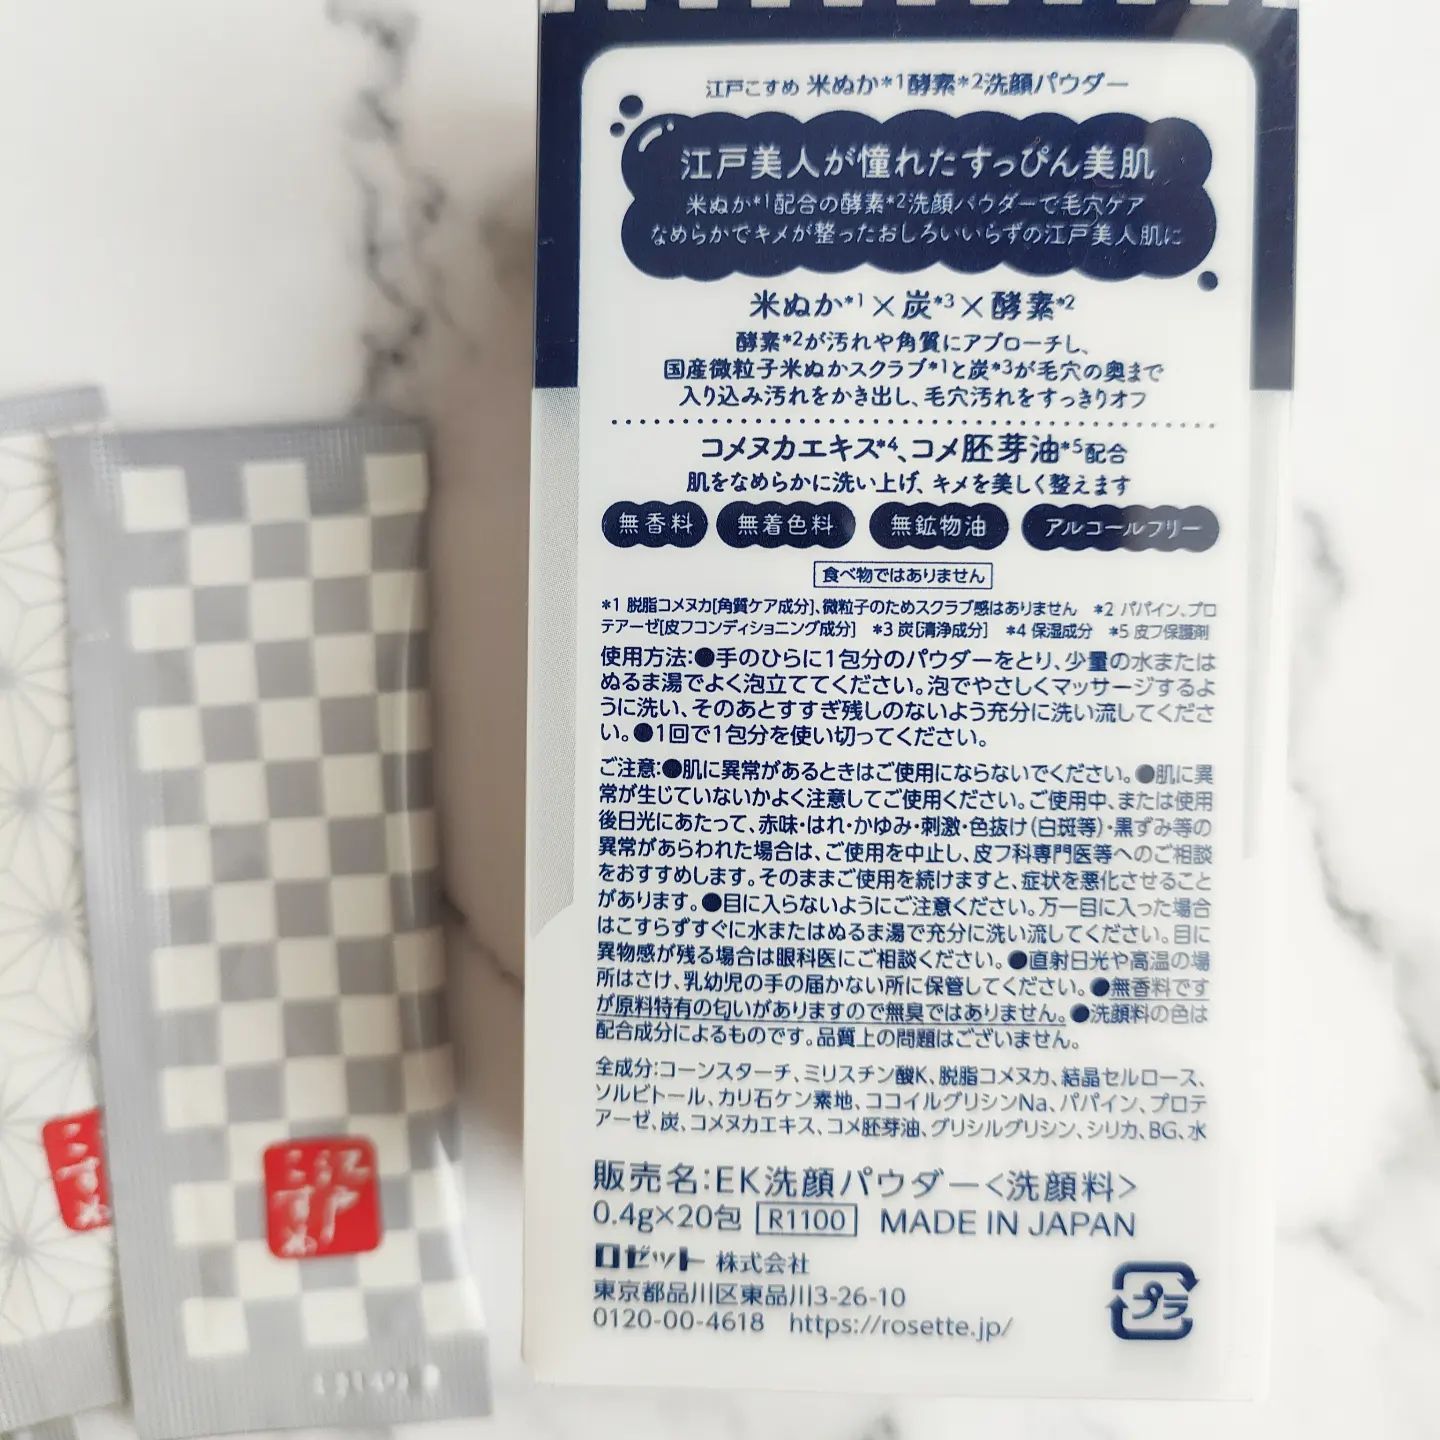 江戸こすめ 米ぬか*1酵素*2洗顔パウダー
江戸美人が憧れたすっぴん美肌
米ぬか*1配合の酵素*2洗顔パウダーで毛穴ケア
なめらかでキメが整ったおしろいいらずの江戸美人肌に
米ぬか*1×炭*3×酵素*2
酵素*2が汚れや角質にアプローチし、
国産微粒子米ぬかスクラブ*1と炭*3が毛穴の奥まで
入り込み汚れをかき出し、毛穴汚れをすっきりオフ
コメヌカエキス*4、コメ胚芽油*5配合
肌をなめらかに洗い上げ、キメを美しく整えます
無香料 無着色料 無鉱物油 アルコールフリー
食べ物ではありません
*1 脱脂コメヌカ[角質ケア成分]、微粒子のためスクラブ感はありません *2 パパイン、プロ
テアーゼ[皮フコンディショニング成分] *3 炭[清浄成分] *4 保湿成分 *5 皮フ保護剤
使用方法:●手のひらに1包分のパウダーをとり、少量の水または
ぬるま湯でよく泡立ててください。泡でやさしくマッサージするよ
うに洗い、そのあとすすぎ残しのないよう充分に洗い流してくださ
い。●1回で1包分を使い切ってください。
ご注意:●肌に異常があるときはご使用にならないでください。●肌に異
常が生じていないかよく注意してご使用ください。ご使用中、または使用
後日光にあたって、赤味・はれ・かゆみ・刺激・色抜け(白斑等)・黒ずみ等の
異常があらわれた場合は、ご使用を中止し、皮フ科専門医等へのご相談
をおすすめします。そのままご使用を続けますと、症状を悪化させること
があります。●目に入らないようにご注意ください。万一目に入った場合
はこすらずすぐに水またはぬるま湯で充分に洗い流してください。目に
異物感が残る場合は眼科医にご相談ください。●直射日光や高温の場
所はさけ、乳幼児の手の届かない所に保管してください。●無香料です
が原料特有の匂いがありますので無臭ではありません。●洗顔料の色は
配合成分によるものです。品質上の問題はございません。
全成分:コーンスターチ、ミリスチン酸K、脱脂コメヌカ、結晶セルロース、
ソルビトール、カリ石ケン素地、ココイルグリシンNa、パパイン、プロテ
アーゼ、炭、コメヌカエキス、コメ胚芽油、グリシルグリシン、シリカ、BG、水
販売名:EK洗顔パウダー<洗顔料>
0.4g×20包 R1100 MADE IN JAPAN
ロゼット 株式会社
東京都品川区東品川3-26-10
0120-00-4618 https://rosette.jp/
プラ
江戸
こすめ
こすめ